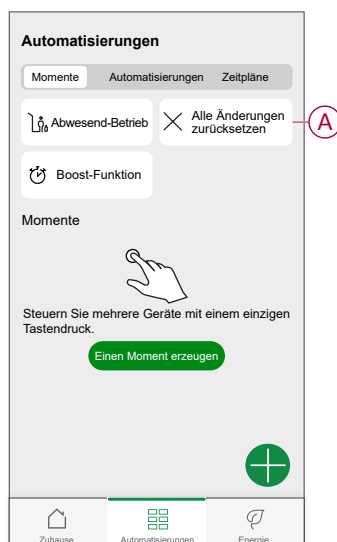 Automatisierungen
Momente Automatisierungen Zeitpläne
Abwesend-Betrieb
Alle Änderungen
zurücksetzen
A
Boost-Funktion
Momente
Steuern Sie mehrere Geräte mit einem einzigen
Tastendruck.
Einen Moment erzeugen
Zuhause Automatisierungen Energie